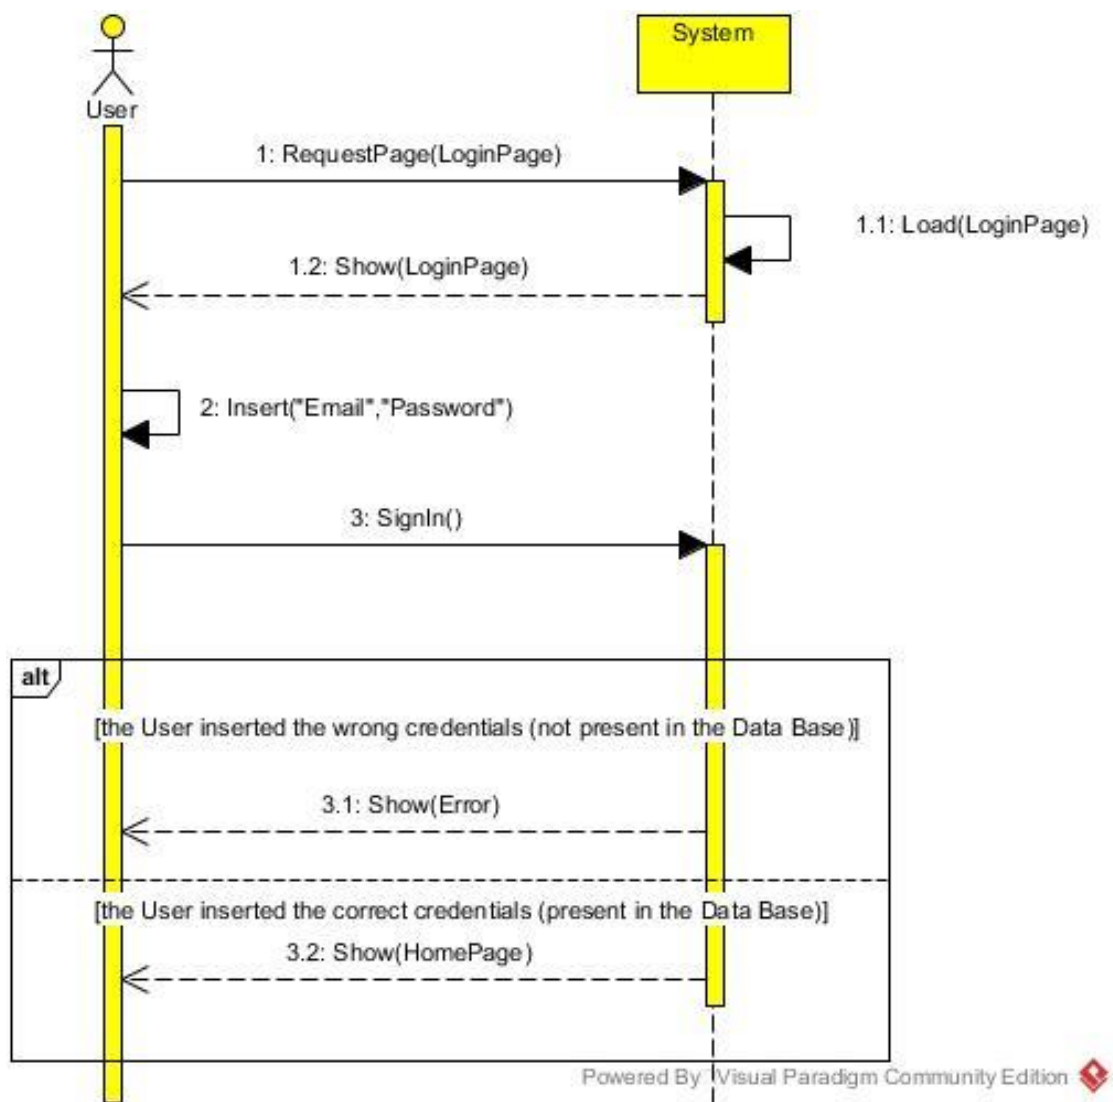 System
User
1: RequestPage(LoginPage)
1.1: Load(LoginPage)
1.2: Show(LoginPage)
2: Insert("Email","Password")
3: SignIn()
alt
[the User inserted the wrong credentials (not present in the Data Base)]
3.1: Show(Error)
[the User inserted the correct credentials (present in the Data Base)]
3.2: Show(HomePage)
Powered By Visual Paradigm Community Edition